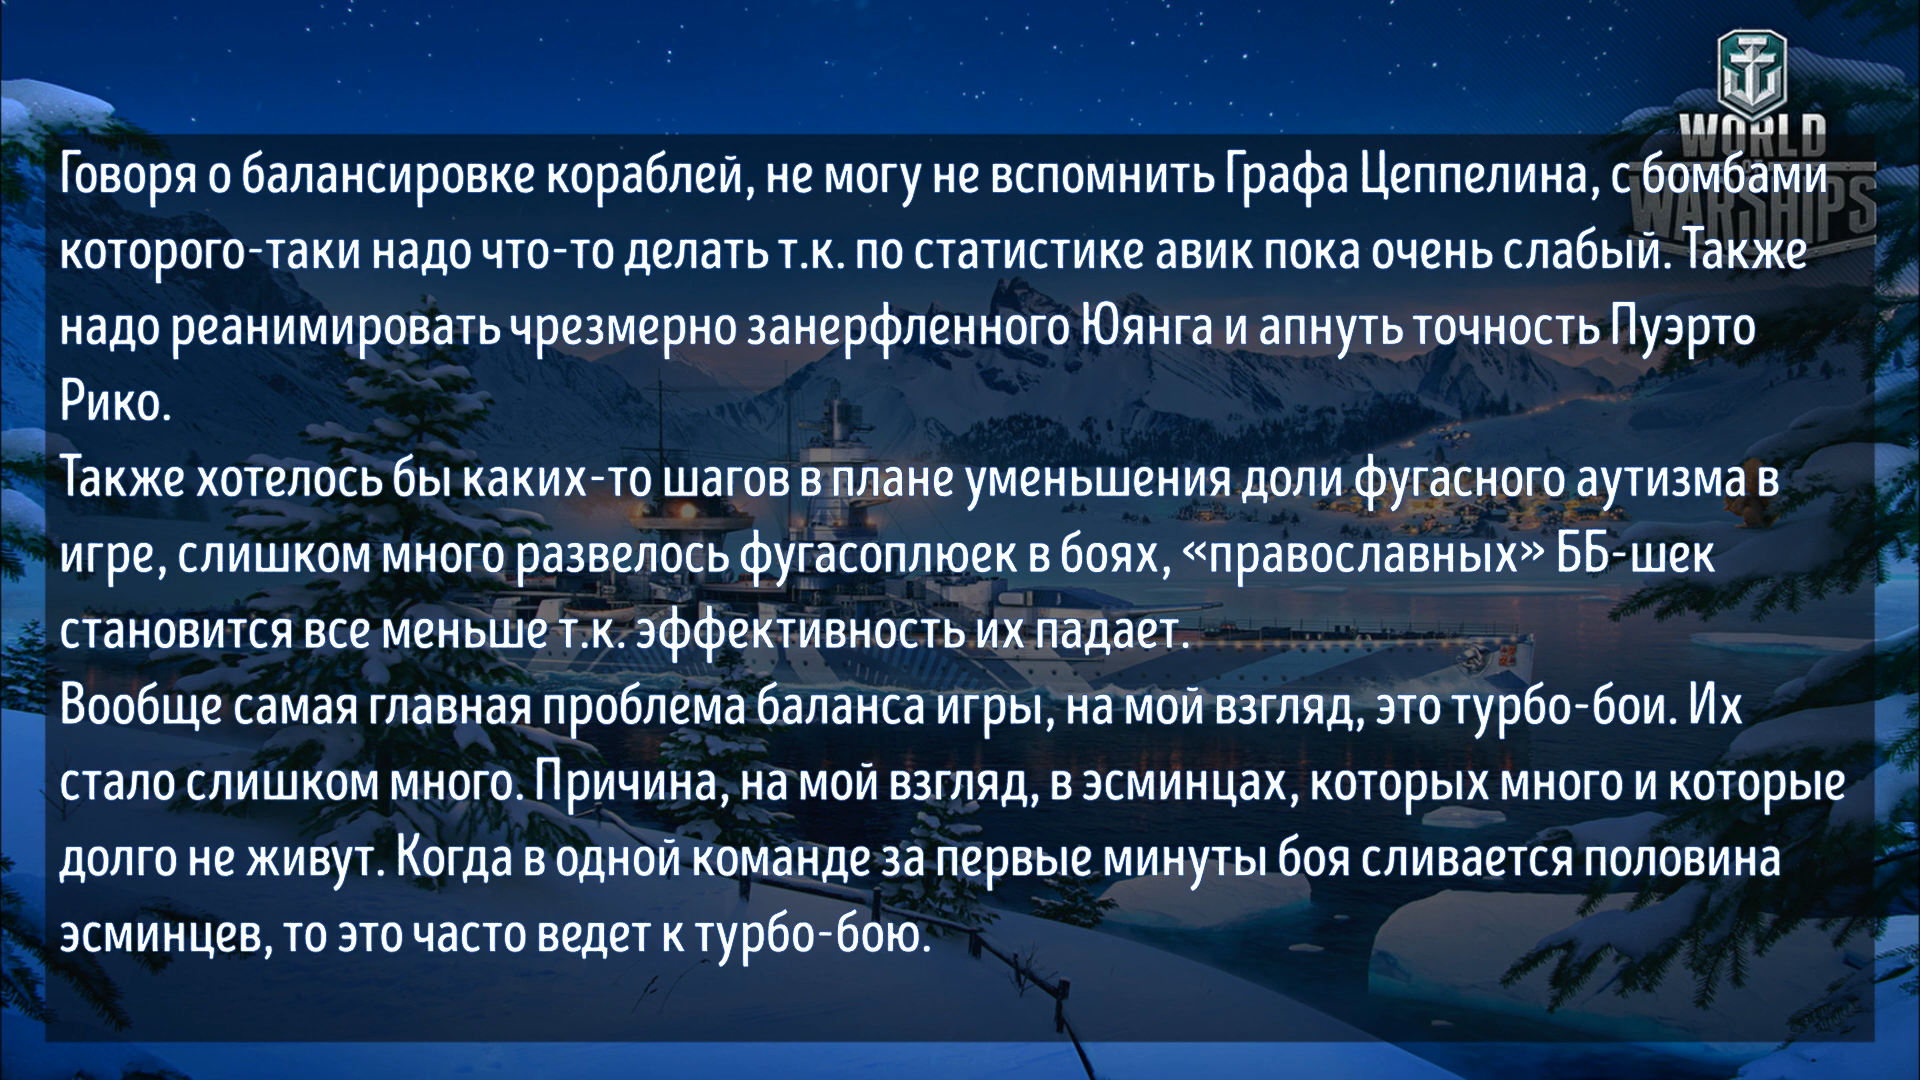 WORLD
OF
WARSHIPS
Говоря о балансировке кораблей, не могу не вспомнить Графа Цеппелина, с бомбами
которого-таки надо что-то делать т.к. по статистике авик пока очень слабый. Также
надо реанимировать чрезмерно занерфленного Юянга и апнуть точность Пуэрто
Рико.
Также хотелось бы каких-то шагов в плане уменьшения доли фугасного аутизма в
игре, слишком много развелось фугасоплюек в боях, «православных» ББ-шек
становится все меньше т.к. эффективность их падает.
Вообще самая главная проблема баланса игры, на мой взгляд, это турбо-бои. Их
стало слишком много. Причина, на мой взгляд, в эсминцах, которых много и которые
долго не живут. Когда в одной команде за первые минуты боя сливается половина
эсминцев, то это часто ведет к турбо-бою.